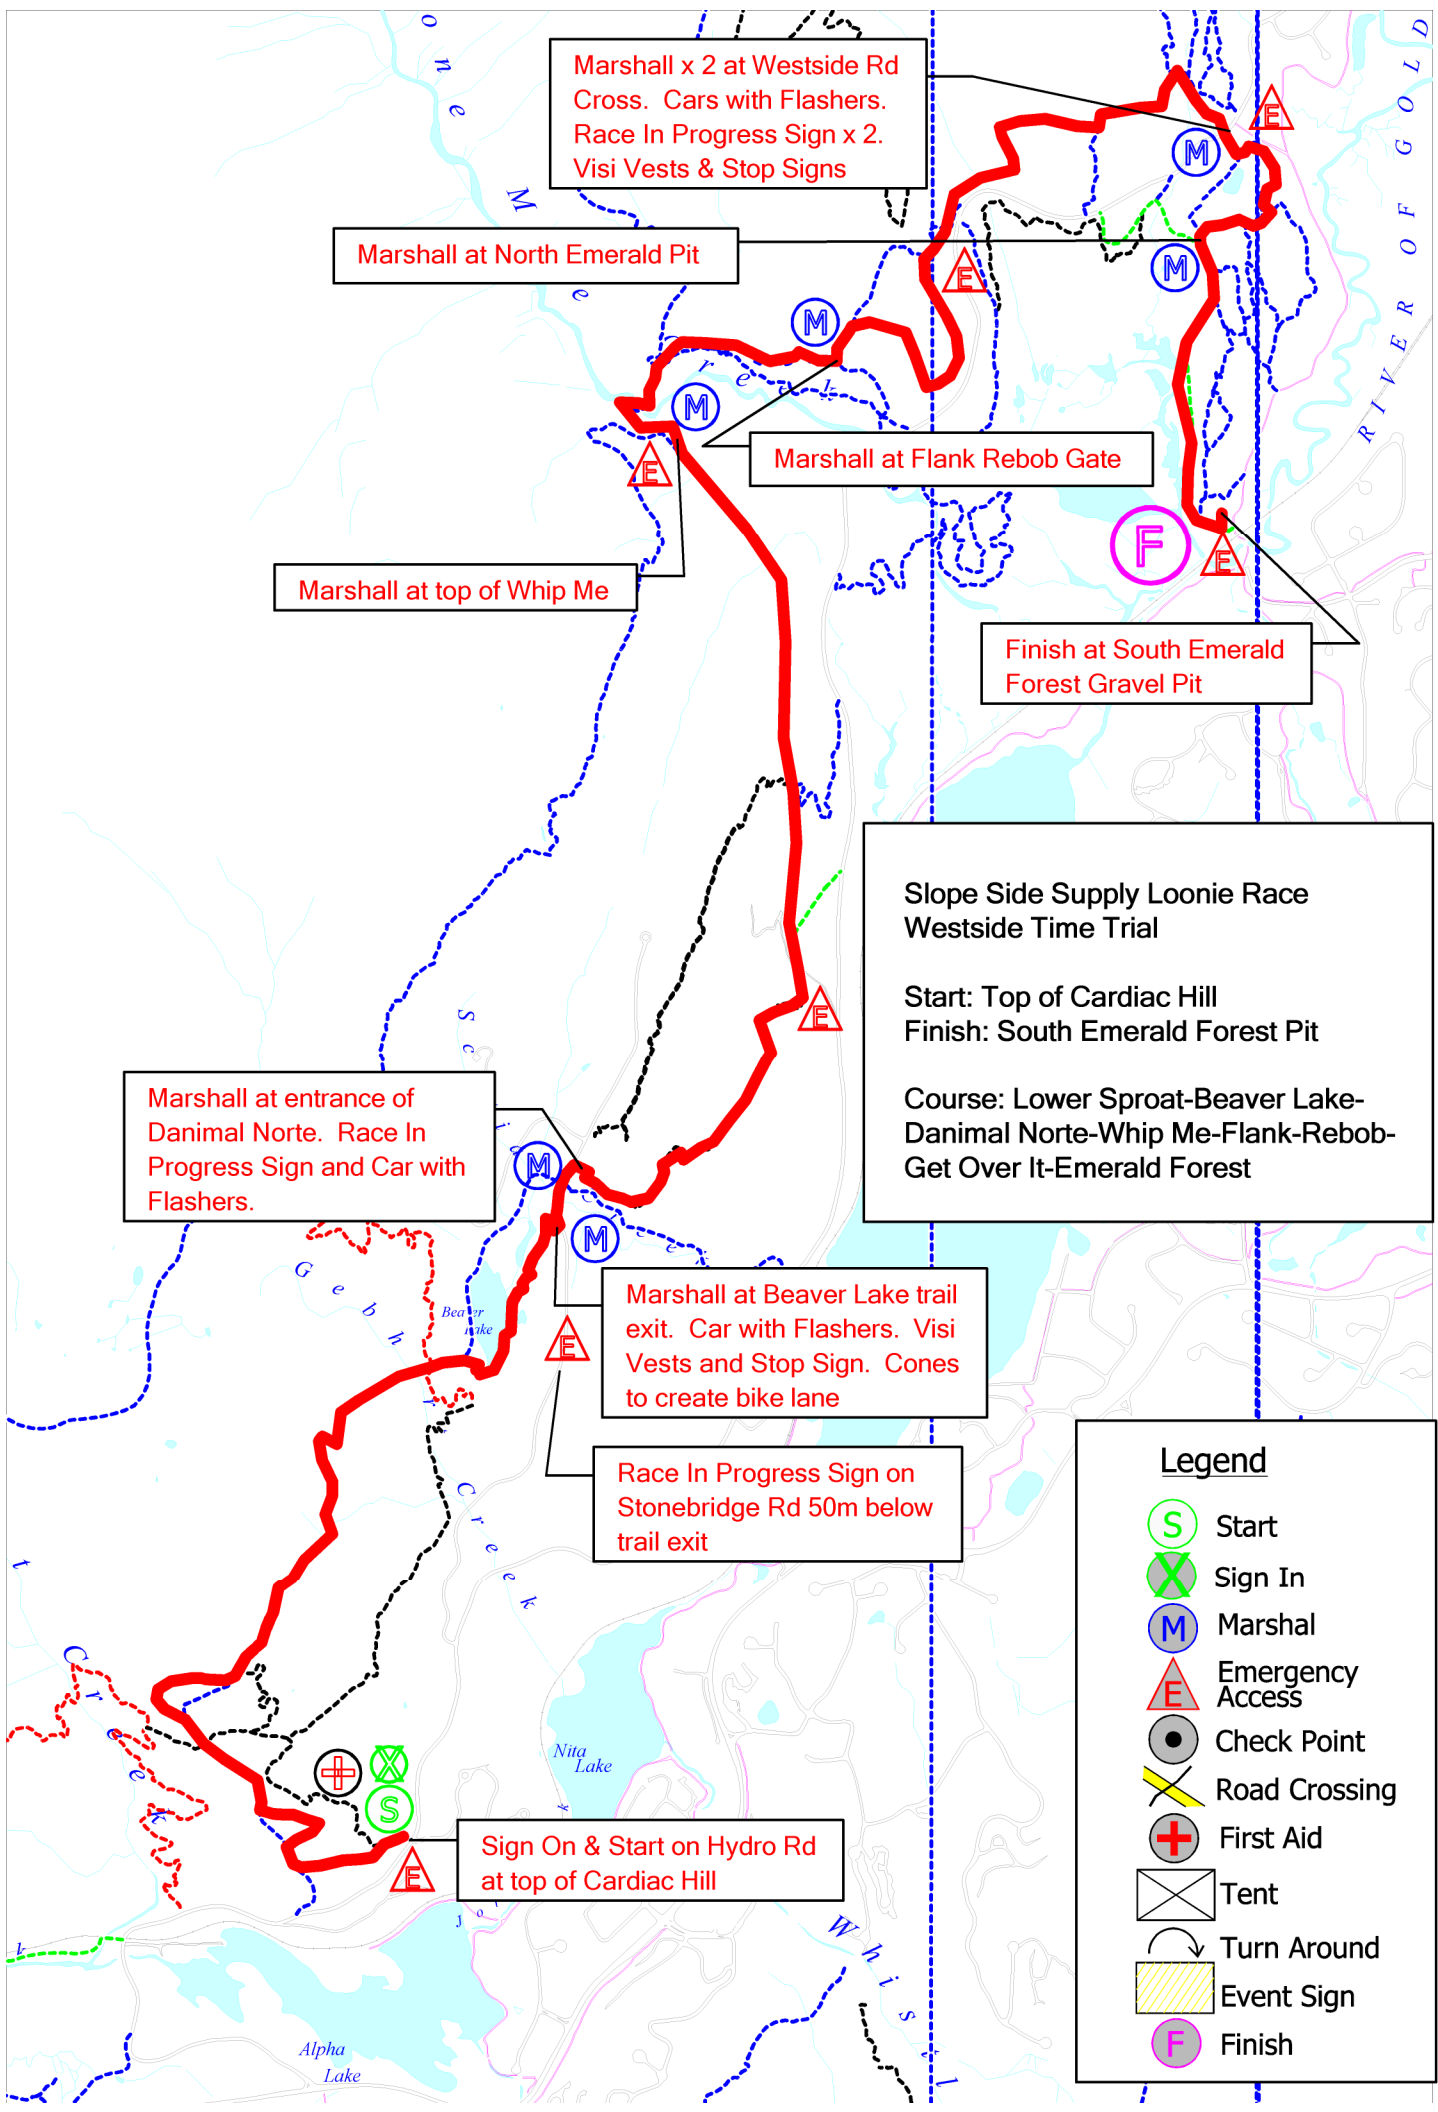 Marshall x 2 at Westside Rd
Cross. Cars with Flashers.
Race In Progress Sign x 2.
Visi Vests & Stop Signs
E
M
RIVER OF GOLD
one Mile Creek
Marshall at North Emerald Pit
E
M
M
M
E
Marshall at Flank Rebob Gate
F
E
Marshall at top of Whip Me
Finish at South Emerald
Forest Gravel Pit
Slope Side Supply Loonie Race
Westside Time Trial
Start: Top of Cardiac Hill
Finish: South Emerald Forest Pit
Course: Lower Sproat-Beaver Lake-
Danimal Norte-Whip Me-Flank-Rebob-
Get Over It-Emerald Forest
E
Marshall at entrance of
Danimal Norte. Race In
Progress Sign and Car with
Flashers.
M
M
Marshall at Beaver Lake trail
exit. Car with Flashers. Visi
Vests and Stop Sign. Cones
to create bike lane
E
Race In Progress Sign on
Stonebridge Rd 50m below
trail exit
Creek
Creek
Nita
Lake
X
S
Sign On & Start on Hydro Rd
at top of Cardiac Hill
E
Alpha
Lake
Legend
S Start
X Sign In
M Marshal
E Emergency
Access
Check Point
Road Crossing
First Aid
Tent
Turn Around
Event Sign
F Finish